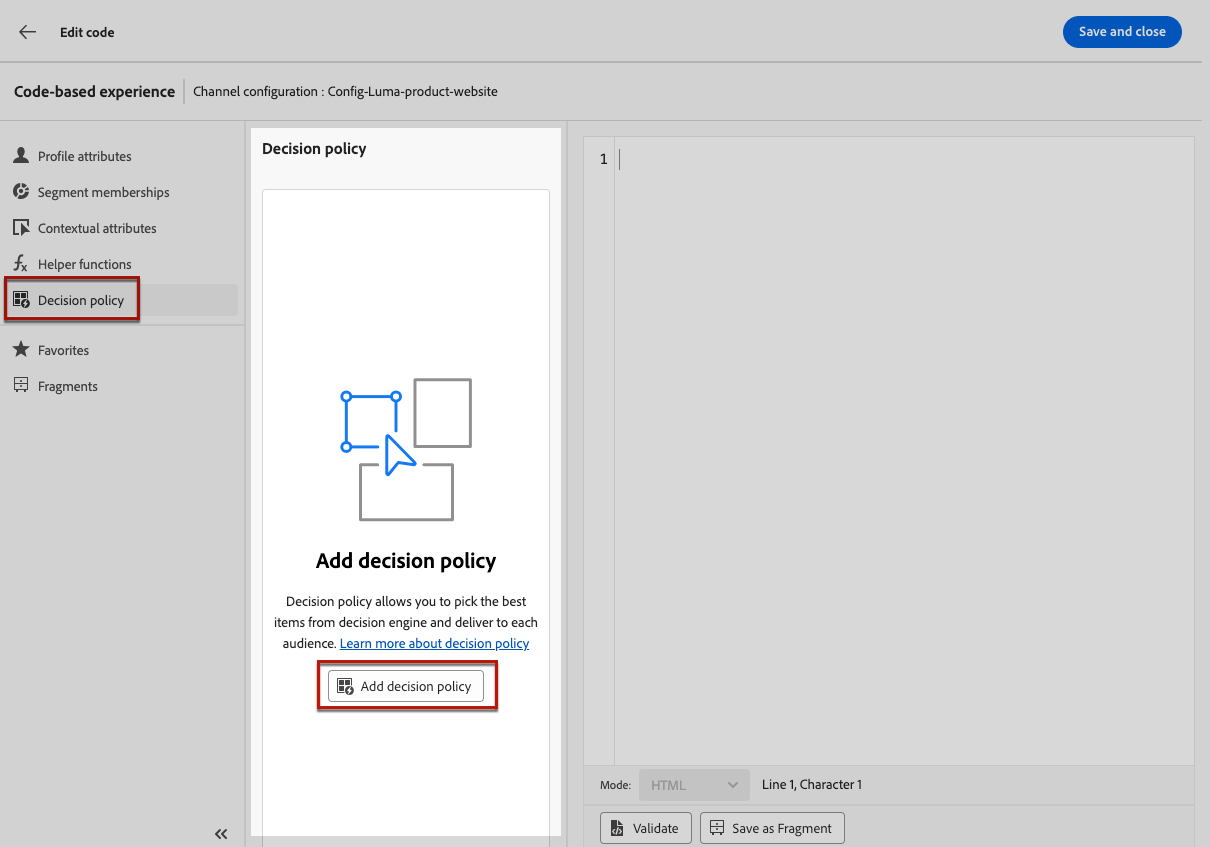 Edit code
Save and close
Code-based experience
Channel configuration : Config-Luma-product-website
Profile attributes
Segment memberships
Contextual attributes
Helper functions
Decision policy
Favorites
Fragments
Decision policy
Add decision policy
Decision policy allows you to pick the best
items from decision engine and deliver to each
audience. Learn more about decision policy
Add decision policy
1
Mode:
HTML
Line 1, Character 1
Validate
Save as Fragment